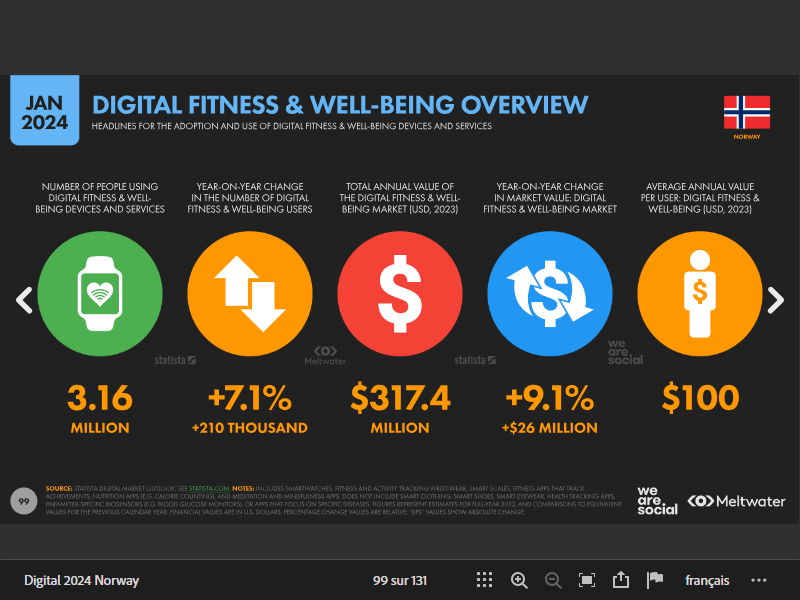 JAN
2024
DIGITAL FITNESS & WELL-BEING OVERVIEW
HEADLINES FOR THE ADOPTION AND USE OF DIGITAL FITNESS & WELL-BEING DEVICES AND SERVICES
NORWAY
NUMBER OF PEOPLE USING
DIGITAL FITNESS & WELL-
BEING DEVICES AND SERVICES
YEAR-ON-YEAR CHANGE
IN THE NUMBER OF DIGITAL
FITNESS & WELL-BEING USERS
TOTAL ANNUAL VALUE OF
THE DIGITAL FITNESS & WELL-
BEING MARKET (USD, 2023)
YEAR-ON-YEAR CHANGE
IN MARKET VALUE: DIGITAL
FITNESS & WELL-BEING MARKET
AVERAGE ANNUAL VALUE
PER USER: DIGITAL FITNESS &
WELL-BEING (USD, 2023)
$
$
$
statista
Meltwater
statista
we
are.
social
3.16
MILLION
+7.1%
+210 THOUSAND
$317.4
MILLION
+9.1%
+$26 MILLION
$100
99
SOURCE: STATISTA DIGITAL MARKET OUTLOOK. SEE STATISTA.COM. NOTES: INCLUDES SMARTWATCHES, FITNESS AND ACTIVITY TRACKING WRIST-WEAR, SMART SCALES, FITNESS APPS THAT TRACK
ACHIEVEMENTS, NUTRITION APPS (E.G. CALORIE COUNTING), AND MEDITATION AND MINDFULNESS APPS. DOES NOT INCLUDE SMART CLOTHING, SMART SHOES, SMART EYEWEAR, HEALTH TRACKING APPS,
PARAMETER-SPECIFIC BIOSENSORS (E.G. BLOOD GLUCOSE MONITORS), OR APPS THAT FOCUS ON SPECIFIC DISEASES. FIGURES REPRESENT ESTIMATES FOR FULL-YEAR 2023, AND COMPARISONS TO EQUIVALENT
VALUES FOR THE PREVIOUS CALENDAR YEAR. FINANCIAL VALUES ARE IN U.S. DOLLARS. PERCENTAGE CHANGE VALUES ARE RELATIVE. "BPS" VALUES SHOW ABSOLUTE CHANGE.
we
are.
social
Meltwater
Digital 2024 Norway
99 sur 131
français